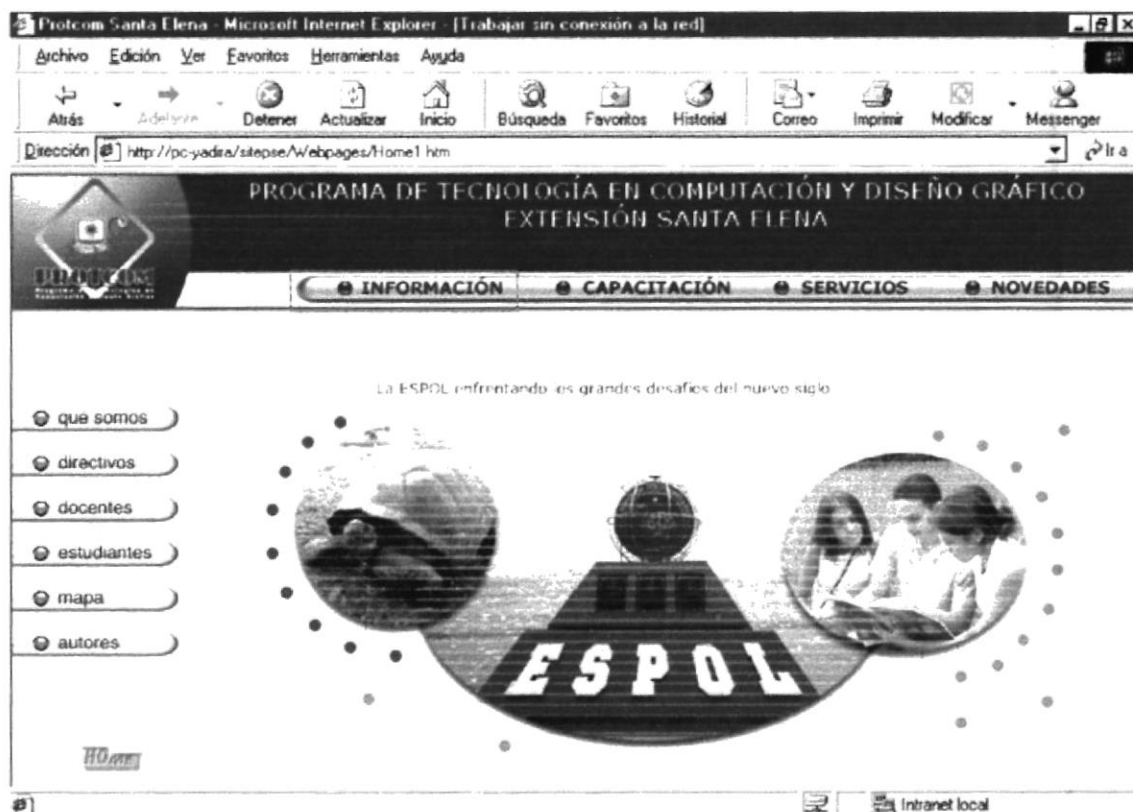 Protcom Santa Elena - Microsoft Internet Explorer - [Trabajar sin conexión a la red]
Archivo Edición Ver Favoritos Herramientas Ayuda
Atrás Adelante Detener Actualizar Inicio Búsqueda Favoritos Historial Correo Imprimir Modificar Messenger
Dirección http://pc-yadira/sitepse/Webpages/Home1.htm Ir a
PROGRAMA DE TECNOLOGÍA EN COMPUTACIÓN Y DISEÑO GRÁFICO
EXTENSIÓN SANTA ELENA
PROTCOM
INFORMACIÓN CAPACITACIÓN SERVICIOS NOVEDADES
La ESPOL enfrentando los grandes desafíos del nuevo siglo
que somos
directivos
docentes
estudiantes
mapa
autores
ESPOL
HOme
Intranet local